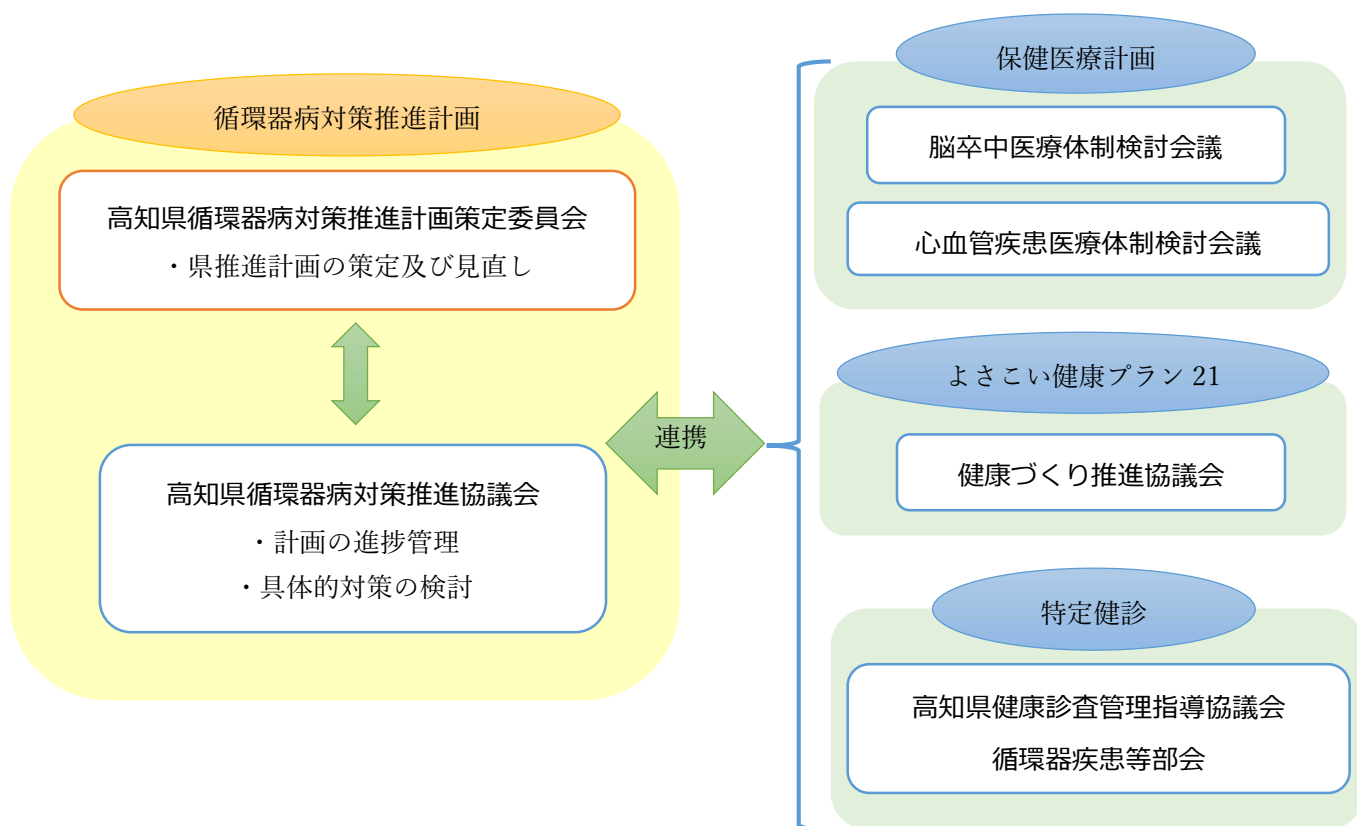 循環器病対策推進計画
高知県循環器病対策推進計画策定委員会
・県推進計画の策定及び見直し
高知県循環器病対策推進協議会
・計画の進捗管理
・具体的対策の検討
連携
保健医療計画
脳卒中医療体制検討会議
心血管疾患医療体制検討会議
よさこい健康プラン 21
健康づくり推進協議会
特定健診
高知県健康診査管理指導協議会
循環器疾患等部会